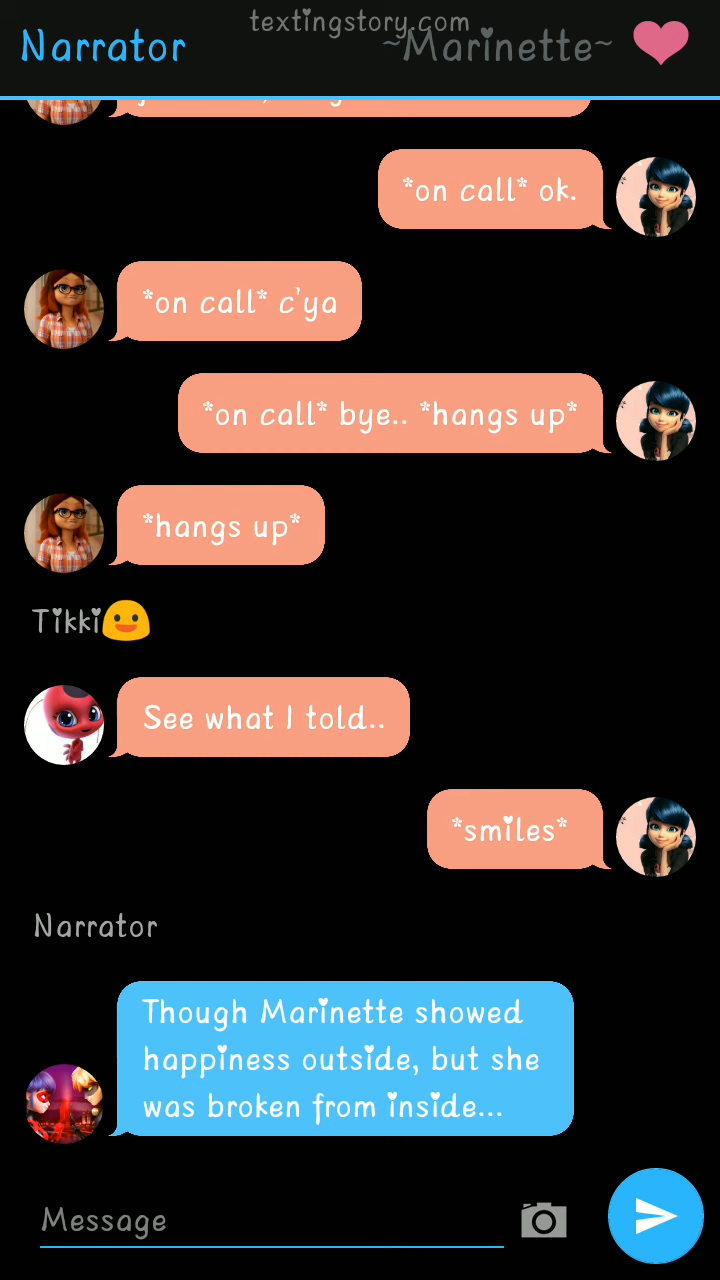 textingstory.com
Narrator
~Marinette~
*on call* ok.
*on call* c'ya
*on call* bye.. *hangs up*
*hangs up*
Tikki😃
See what I told..
*smiles*
Narrator
Though Marinette showed
happiness outside, but she
was broken from inside...
Message